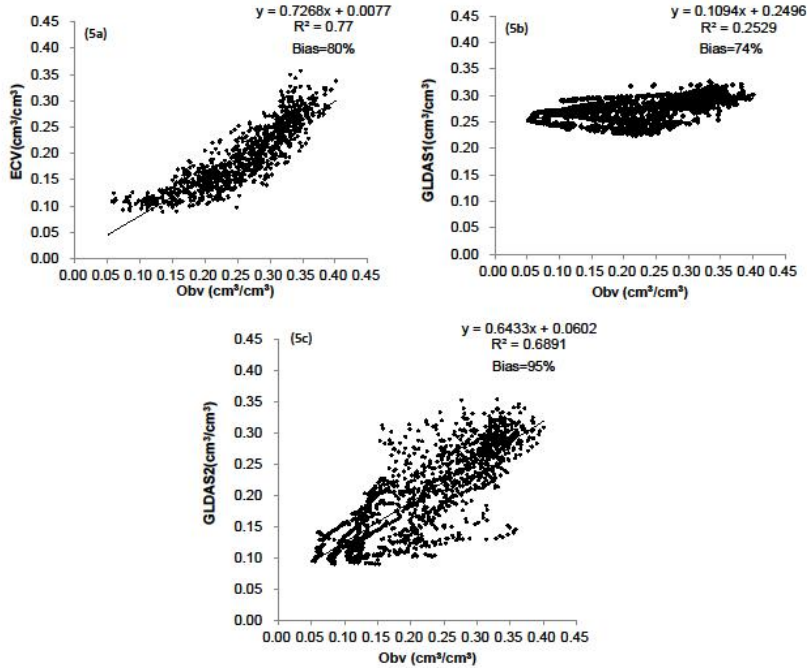 y = 0.7268x + 0.0077
R² = 0.77
Bias=80%
(5a)
ECV(cm³/cm³)
0.45
0.40
0.35
0.30
0.25
0.20
0.15
0.10
0.05
0.00
0.00 0.05 0.10 0.15 0.20 0.25 0.30 0.35 0.40 0.45
Obv (cm³/cm³)
y = 0.1094x + 0.2496
R² = 0.2529
Bias=74%
(5b)
GLDAS1(cm³/cm³)
0.45
0.40
0.35
0.30
0.25
0.20
0.15
0.10
0.05
0.00
0.00 0.05 0.10 0.15 0.20 0.25 0.30 0.35 0.40 0.45
Obv (cm³/cm³)
y = 0.6433x + 0.0602
R² = 0.6891
Bias=95%
(5c)
GLDAS2(cm³/cm³)
0.45
0.40
0.35
0.30
0.25
0.20
0.15
0.10
0.05
0.00
0.00 0.05 0.10 0.15 0.20 0.25 0.30 0.35 0.40 0.45
Obv (cm³/cm³)